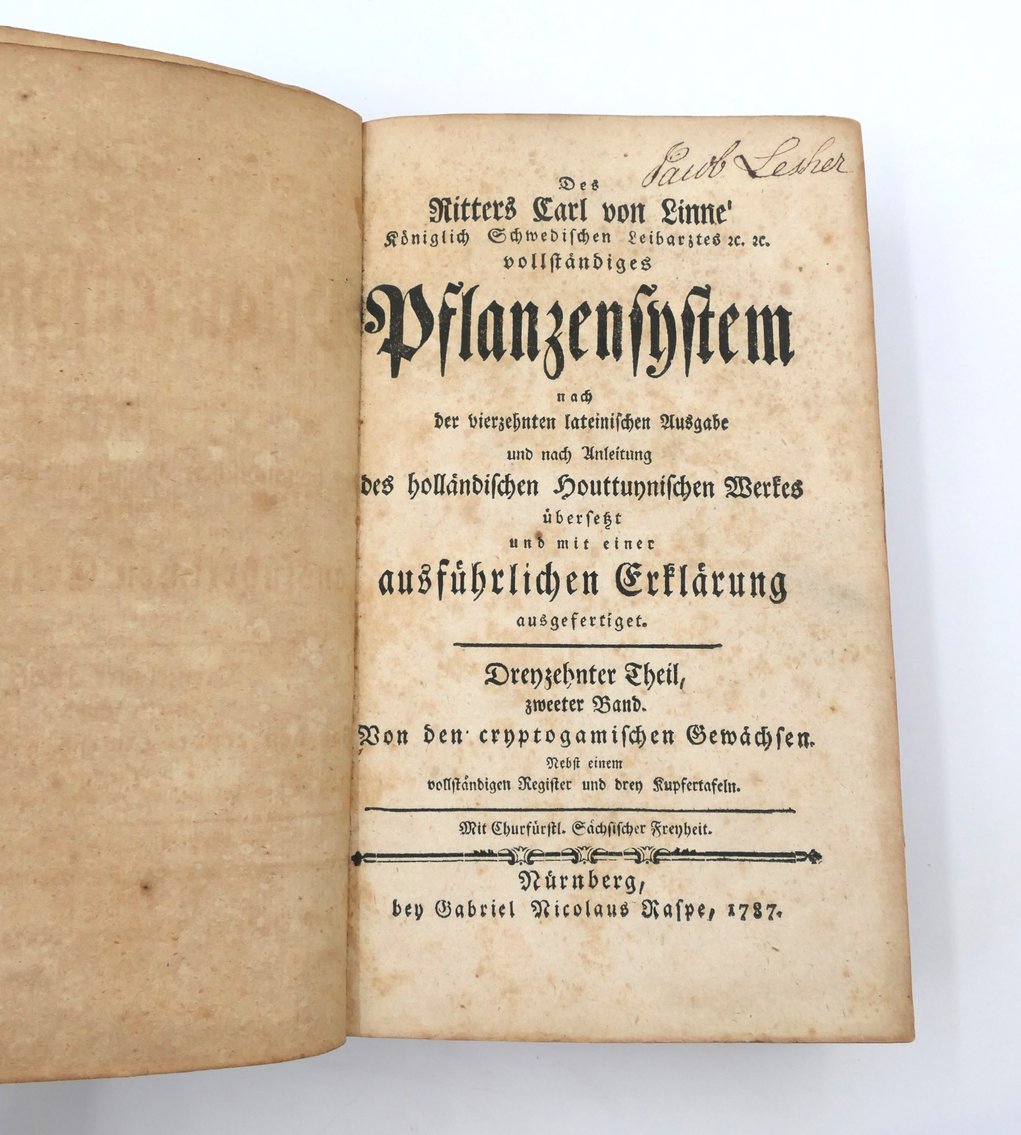 Jacob Lesher
Des
Ritters Carl von Linne'
Königlich Schwedischen Leibarztes ꝛc. ꝛc.
vollständiges
Pflanzensystem
nach
der vierzehnten lateinischen Ausgabe
und nach Anleitung
des holländischen Houttuynischen Werkes
übersetzt
und mit einer
ausführlichen Erklärung
ausgefertiget.
Dreyzehnter Theil,
zweeter Band.
Von den cryptogamischen Gewächsen.
Nebst einem
vollständigen Register und drey Kupfertafeln.
Mit Churfürstl. Sächsischer Freyheit.
Nürnberg,
bey Gabriel Nicolaus Raspe, 1787.